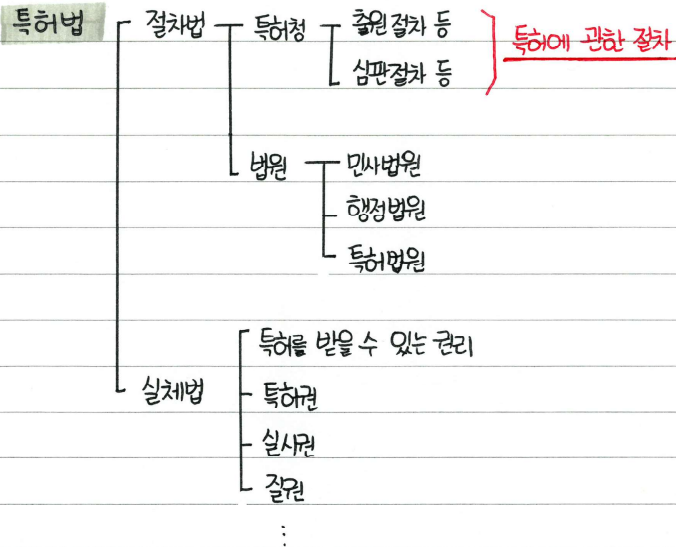 특허법 절차법 특허청 출원절차 등
심판절차 등
특허에 관한 절차
법원 민사법원
행정법원
특허법원
특허를 받을 수 있는 권리
실체법 특허권
실시권
질권
⋮